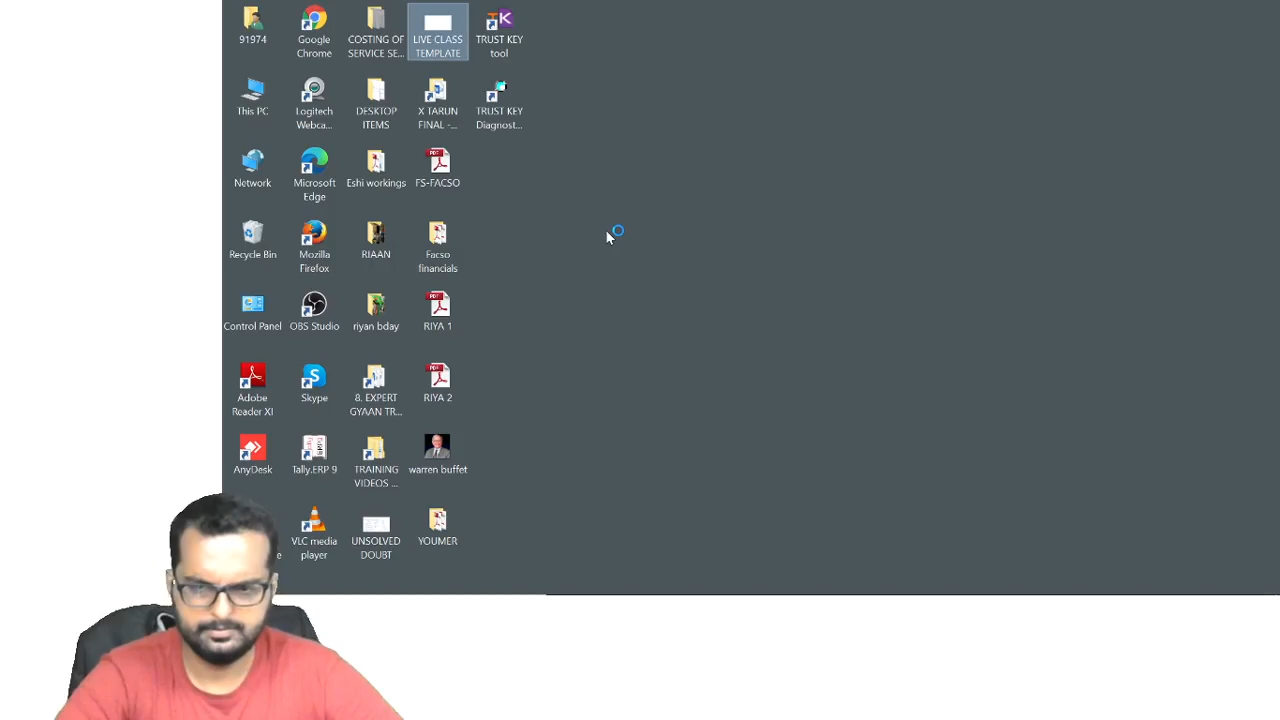 91974
Google
Chrome
COSTING OF
SERVICE SE...
LIVE CLASS
TEMPLATE
TRUST KEY
tool
This PC
Logitech
Webca...
DESKTOP
ITEMS
X TARUN
FINAL -...
TRUST KEY
Diagnost...
Network
Microsoft
Edge
Eshi workings
FS-FACSO
Recycle Bin
Mozilla
Firefox
RIAAN
Facso
financials
Control Panel
OBS Studio
riyan bday
RIYA 1
Adobe
Reader XI
Skype
8. EXPERT
GYAAN TR...
RIYA 2
AnyDesk
Tally.ERP 9
TRAINING
VIDEOS ...
warren buffet
VLC media
player
UNSOLVED
DOUBT
YOUMER